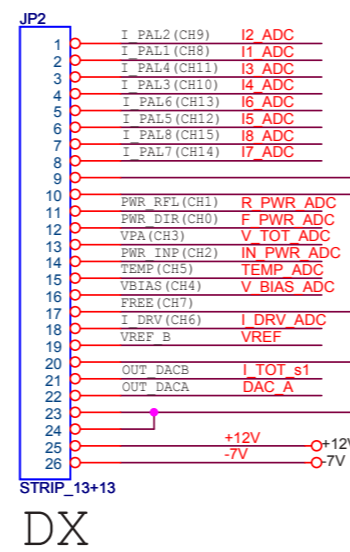 JP2
1 I_PAL2(CH9) I2_ADC
2 I_PAL1(CH8) I1_ADC
3 I_PAL4(CH11) I3_ADC
4 I_PAL3(CH10) I4_ADC
5 I_PAL6(CH13) I6_ADC
6 I_PAL5(CH12) I5_ADC
7 I_PAL8(CH15) I8_ADC
8 I_PAL7(CH14) I7_ADC
9
10
11 PWR_RFL(CH1) R_PWR_ADC
12 PWR_DIR(CH0) F_PWR_ADC
13 VPA(CH3) V_TOT_ADC
14 PWR_INP(CH2) IN_PWR_ADC
15 TEMP(CH5) TEMP_ADC
16 VBIAS(CH4) V_BIAS_ADC
17 FREE(CH7)
18 I_DRV(CH6) I_DRV_ADC
19 VREF_B VREF
20
21 OUT_DACB I_TOT_s1
22 OUT_DACA DAC_A
23
24
25 +12V +12V
26 -7V -7V
STRIP_13+13
DX